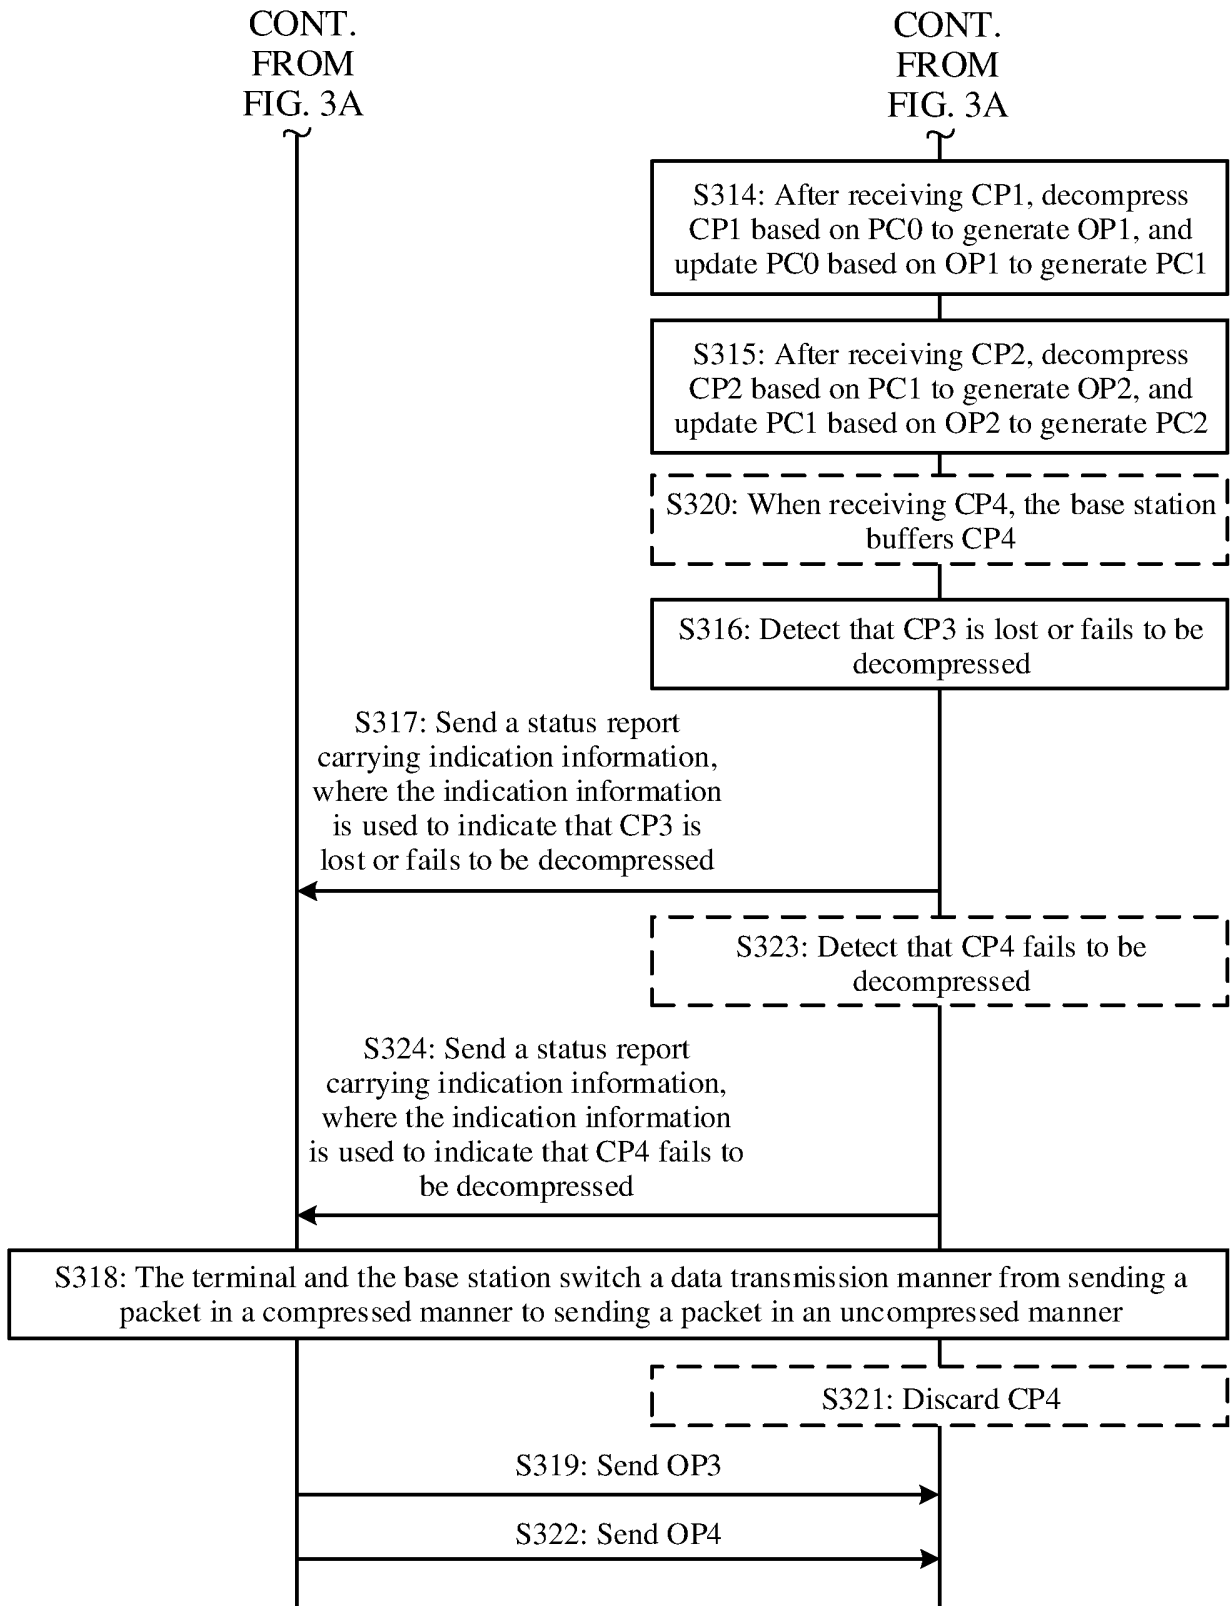 CONT.
FROM
FIG. 3A
CONT.
FROM
FIG. 3A
S314: After receiving CP1, decompress
CP1 based on PC0 to generate OP1, and
update PC0 based on OP1 to generate PC1
S315: After receiving CP2, decompress
CP2 based on PC1 to generate OP2, and
update PC1 based on OP2 to generate PC2
S320: When receiving CP4, the base station
buffers CP4
S316: Detect that CP3 is lost or fails to be
decompressed
S317: Send a status report
carrying indication information,
where the indication information
is used to indicate that CP3 is
lost or fails to be decompressed
S323: Detect that CP4 fails to be
decompressed
S324: Send a status report
carrying indication information,
where the indication information
is used to indicate that CP4 fails to
be decompressed
S318: The terminal and the base station switch a data transmission manner from sending a
packet in a compressed manner to sending a packet in an uncompressed manner
S321: Discard CP4
S319: Send OP3
S322: Send OP4